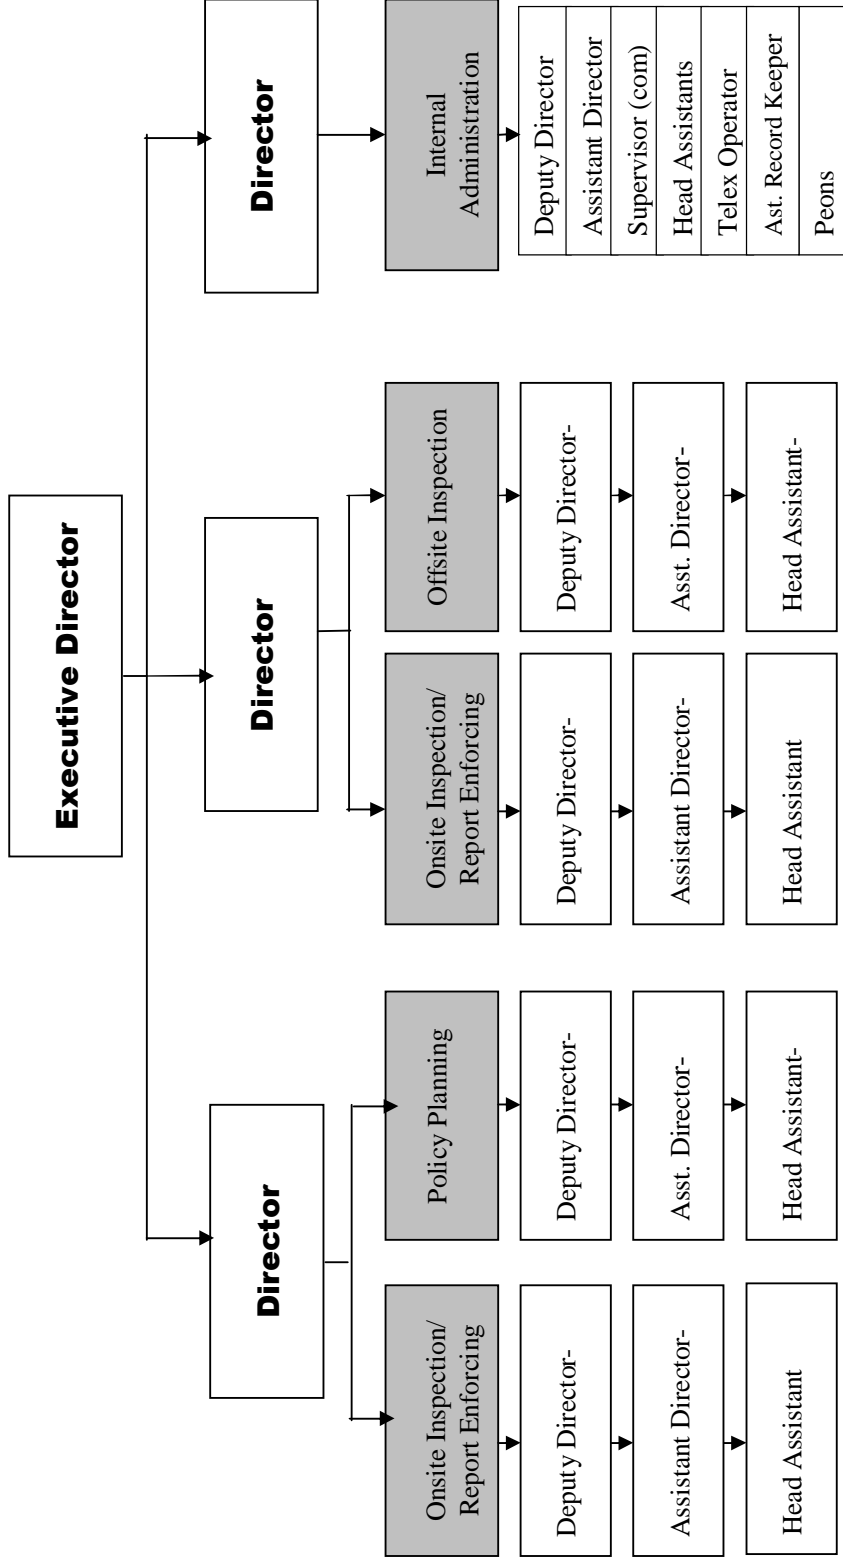 Executive Director
Director
Director
Director
Onsite Inspection/
Report Enforcing
Policy Planning
Onsite Inspection/
Report Enforcing
Offsite Inspection
Internal
Administration
Deputy Director-
Deputy Director-
Deputy Director-
Deputy Director-
Assistant Director-
Asst. Director-
Assistant Director-
Asst. Director-
Head Assistant
Head Assistant-
Head Assistant
Head Assistant-
Deputy Director
Assistant Director
Supervisor (com)
Head Assistants
Telex Operator
Ast. Record Keeper
Peons